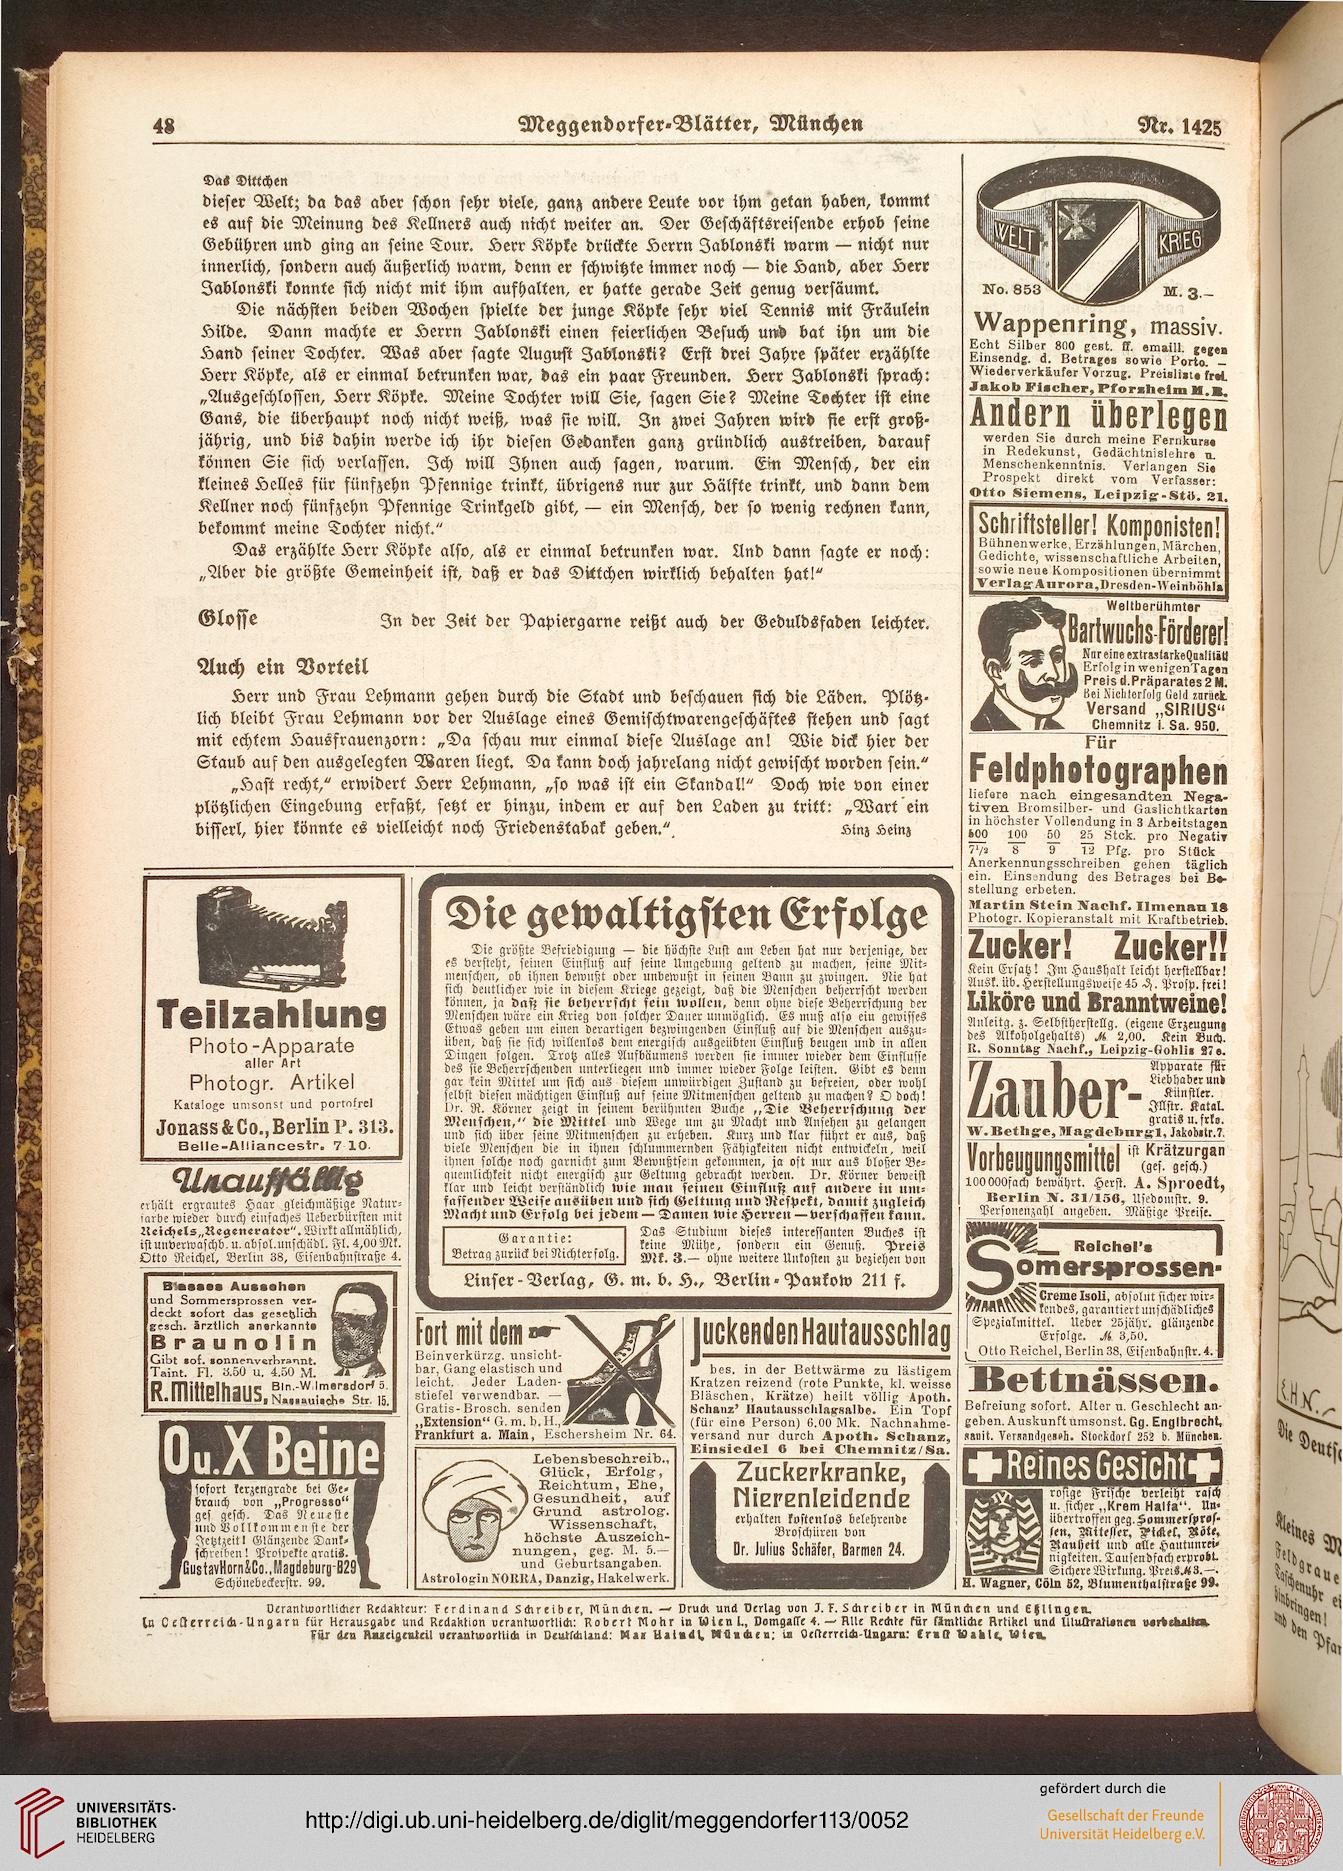 48
Meggendorfer-Blätter, München
Nr. 1425
Das Dittchen
dieser Welt; da das aber schon sehr viele, ganz andere Leute vor ihm getan haben, kommt
es auf die Meinung des Kellners auch nicht weiter an. Der Geschäftsreisende erhob seine
Gebühren und ging an seine Tour. Herr Köpke drückte Herrn Jablonski warm — nicht nur
innerlich, sondern auch äußerlich warm, denn er schwitzte immer noch — die Hand, aber Herr
Jablonski konnte sich nicht mit ihm aufhalten, er hatte gerade Zeit genug versäumt.
Die nächsten beiden Wochen spielte der junge Köpke sehr viel Tennis mit Fräulein
Hilde. Dann machte er Herrn Jablonski einen feierlichen Besuch und bat ihn um die
Hand seiner Tochter. Was aber sagte August Jablonski? Erst drei Jahre später erzählte
Herr Köpke, als er einmal betrunken war, das ein paar Freunden. Herr Jablonski sprach:
„Ausgeschlossen, Herr Köpke. Meine Tochter will Sie, sagen Sie? Meine Tochter ist eine
Gans, die überhaupt noch nicht weiß, was sie will. In zwei Jahren wird sie erst groß-
jährig, und bis dahin werde ich ihr diesen Gedanken ganz gründlich austreiben, darauf
können Sie sich verlassen. Ich will Ihnen auch sagen, warum. Ein Mensch, der ein
kleines Helles für fünfzehn Pfennige trinkt, übrigens nur zur Hälfte trinkt, und dann dem
Kellner noch fünfzehn Pfennige Trinkgeld gibt, — ein Mensch, der so wenig rechnen kann,
bekommt meine Tochter nicht.“
Das erzählte Herr Köpke also, als er einmal betrunken war. Und dann sagte er noch:
„Aber die größte Gemeinheit ist, daß er das Dittchen wirklich behalten hat!“
Glosse In der Zeit der Papiergarne reißt auch der Geduldsfaden leichter.
Auch ein Vorteil
Herr und Frau Lehmann gehen durch die Stadt und beschauen sich die Läden. Plötz-
lich bleibt Frau Lehmann vor der Auslage eines Gemischtwarengeschäftes stehen und sagt
mit echtem Hausfrauenzorn: „Da schau nur einmal diese Auslage an! Wie dick hier der
Staub auf den ausgelegten Waren liegt. Da kann doch jahrelang nicht gewischt worden sein.“
„Hast recht,“ erwidert Herr Lehmann, „so was ist ein Skandal!“ Doch wie von einer
plötzlichen Eingebung erfaßt, setzt er hinzu, indem er auf den Laden zu tritt: „Wart ein
bisserl, hier könnte es vielleicht noch Friedenstabak geben.“
Hinz Heinz
WELT
KRIEG
No. 853
M. 3.–
Wappenring, massiv.
Echt Silber 800 gest. ff. emaill. gegen
Einsendg. d. Betrages sowie Porto. —
Wiederverkäufer Vorzug. Preisliste frei.
Jakob Fischer, Pforzheim M.B.
Andern überlegen
werden Sie durch meine Fernkurse
in Redekunst, Gedächtnislehre u.
Menschenkenntnis. Verlangen Sie
Prospekt direkt vom Verfasser:
Otto Siemens, Leipzig-Stö. 21.
Schriftsteller! Komponisten!
Bühnenwerke, Erzählungen, Märchen,
Gedichte, wissenschaftliche Arbeiten,
sowie neue Kompositionen übernimmt
Verlag Aurora, Dresden-Weinböhla
Weltberühmter
Bartwuchs-Förderer!
Nur eine extrastarke Qualität!
Erfolg in wenigen Tagen
Preis d. Präparates 2 M.
Bei Nichterfolg Geld zurück.
Versand „SIRIUS“
Chemnitz i. Sa. 950.
Für
Feldphotographen
liefere nach eingesandten Nega-
tiven Bromsilber- und Gaslichtkarten
in höchster Vollendung in 3 Arbeitstagen
500 100 50 25 Stck. pro Negativ
7½ 8 9 12 Pfg. pro Stück
Anerkennungsschreiben gehen täglich
ein. Einsendung des Betrages bei Be-
stellung erbeten.
Martin Stein Nachf. Ilmenau 18
Photogr. Kopieranstalt mit Kraftbetrieb.
Zucker! Zucker!!
Kein Ersatz! Im Haushalt leicht herstellbar!
Ausk. üb. Herstellungsweise 45 ₰. Prosp. frei!
Liköre und Branntweine!
Anleitg. z. Selbstherstellg. (eigene Erzeugung
des Alkoholgehalts) ℳ 2,00. Kein Buch.
R. Sonntag Nachf., Leipzig-Gohlis 27e.
Zauber-
Apparate für
Liebhaber und
Künstler.
Illstr. Katal.
gratis u. frko.
W. Bethge, Magdeburg 1, Jakobstr. 7.
Vorbeugungsmittel ist Krätzurgan
(ges. gesch.)
100 000fach bewährt. Herst. A. Sproedt,
Berlin N. 31/156, Usedomstr. 9.
Personenzahl angeben. Mäßige Preise.
Reichel's
Somersprossen-
Creme Isoli, absolut sicher wir-
kendes, garantiert unschädliches
Spezialmittel. Ueber 25jähr. glänzende
Erfolge. ℳ 3,50.
Otto Reichel, Berlin 38, Eisenbahnstr. 4.
Bettnässen.
Befreiung sofort. Alter u. Geschlecht an-
geben. Auskunft umsonst. Gg. Englbrecht,
sanit. Versandgesch. Stockdorf 252 b. München.
Reines Gesicht
rosige Frische verleiht rasch
u. sicher „Krem Halfa“. Un-
übertroffen geg. Sommerspros-
sen, Mitesser, Pickel, Röte,
Rauheit und alle Hautunrei-
nigkeiten. Tausendfach erprobt.
Sichere Wirkung. Preis ℳ 3.—.
H. Wagner, Cöln 52, Blumenthalstraße 99.
Teilzahlung
Photo-Apparate
aller Art
Photogr. Artikel
Kataloge umsonst und portofrei
Jonass & Co., Berlin P. 313.
Belle-Alliancestr. 7-10.
Unauffällig
erhält ergrautes Haar gleichmäßige Natur-
farbe wieder durch einfaches Ueberbürsten mit
Reichels „Regenerator“. Wirkt allmählich,
ist unverwaschb. u. absol. unschädl. Fl. 4,00 Mk.
Otto Reichel, Berlin 38, Eisenbahnstraße 4.
Blasses Aussehen
und Sommersprossen ver-
deckt sofort das gesetzlich
gesch. ärztlich anerkannte
Braunolin
Gibt sof. sonnenverbrannt.
Taint. Fl. 3.50 u. 4.50 M.
R. Mittelhaus, Bln.-Wilmersdorf 5.
Nassauische Str. 15.
O u. X Beine
sofort kerzengrade bei Ge-
brauch von „Progresso“
ges. gesch. Das Neueste
und Vollkommenste der
Jetztzeit! Glänzende Dank-
schreiben! Prospekte gratis.
Gustav Horn & Co., Magdeburg-B29
Schönebeckerstr. 99.
Die gewaltigsten Erfolge
Die größte Befriedigung — die höchste Lust am Leben hat nur derjenige, der
es versteht, seinen Einfluß auf seine Umgebung geltend zu machen, seine Mit-
menschen, ob ihnen bewußt oder unbewußt in seinen Bann zu zwingen. Nie hat
sich deutlicher wie in diesem Kriege gezeigt, daß die Menschen beherrscht werden
können, ja daß sie beherrscht sein wollen, denn ohne diese Beherrschung der
Menschen wäre ein Krieg von solcher Dauer unmöglich. Es muß also ein gewisses
Etwas geben um einen derartigen bezwingenden Einfluß auf die Menschen auszu-
üben, daß sie sich willenlos dem energisch ausgeübten Einfluß beugen und in allen
Dingen folgen. Trotz alles Aufbäumens werden sie immer wieder dem Einflusse
des sie Beherrschenden unterliegen und immer wieder Folge leisten. Gibt es denn
gar kein Mittel um sich aus diesem unwürdigen Zustand zu befreien, oder wohl
selbst diesen mächtigen Einfluß auf seine Mitmenschen geltend zu machen? O doch!
Dr. R. Körner zeigt in seinem berühmten Buche „Die Beherrschung der
Menschen,“ die Mittel und Wege um zu Macht und Ansehen zu gelangen
und sich über seine Mitmenschen zu erheben. Kurz und klar führt er aus, daß
viele Menschen die in ihnen schlummernden Fähigkeiten nicht entwickeln, weil
ihnen solche noch garnicht zum Bewußtsein gekommen, ja oft nur aus bloßer Be-
quemlichkeit nicht energisch zur Geltung gebracht werden. Dr. Körner beweist
klar und leicht verständlich wie man seinen Einfluß auf andere in um-
fassender Weise ausüben und sich Geltung und Respekt, damit zugleich
Macht und Erfolg bei jedem — Damen wie Herren — verschaffen kann.
Garantie:
Betrag zurück bei Nichterfolg.
Das Studium dieses interessanten Buches ist
keine Mühe, sondern ein Genuß. Preis
Mk. 3.— ohne weitere Unkosten zu beziehen von
Linser-Verlag, G. m. b. H., Berlin-Pankow 211 f.
Fort mit dem
Beinverkürzg. unsicht-
bar, Gang elastisch und
leicht. Jeder Laden-
stiefel verwendbar. —
Gratis-Brosch. senden
„Extension“ G. m. b. H.,
Frankfurt a. Main, Eschersheim Nr. 64.
Lebensbeschreib.,
Glück, Erfolg,
Reichtum, Ehe,
Gesundheit, auf
Grund astrolog.
Wissenschaft,
höchste Auszeich-
nungen, geg. M. 5.—
und Geburtsangaben.
Astrologin NORRA, Danzig, Hakelwerk.
Juckenden Hautausschlag
bes. in der Bettwärme zu lästigem
Kratzen reizend (rote Punkte, kl. weisse
Bläschen, Krätze) heilt völlig Apoth.
Schanz' Hautausschlagsalbe. Ein Topf
(für eine Person) 6.00 Mk. Nachnahme-
versand nur durch Apoth. Schanz,
Einsiedel 6 bei Chemnitz/Sa.
Zuckerkranke,
Nierenleidende
erhalten kostenlos belehrende
Broschüren von
Dr. Julius Schäfer, Barmen 24.
Verantwortlicher Redakteur: Ferdinand Schreiber, München. — Druck und Verlag von J. F. Schreiber in München und Eßlingen.
In Oesterreich-Ungarn für Herausgabe und Redaktion verantwortlich: Robert Mohr in Wien I., Domgasse 4. — Alle Rechte für sämtliche Artikel und Illustrationen vorbehalten.
Für den Anzeigenteil verantwortlich in Deutschland: Max Haindl, München; in Oesterreich-Ungarn: Ernst Wahle, Wien.
E.H.N.
Die Deutsc
Kleines M
Feldgraue
Taschenuhr ei
hinbringen!
und den Pfar
UNIVERSITÄTS-
BIBLIOTHEK
HEIDELBERG
http://digi.ub.uni-heidelberg.de/diglit/meggendorfer113/0052
gefördert durch die
Gesellschaft der Freunde
Universität Heidelberg e.V.